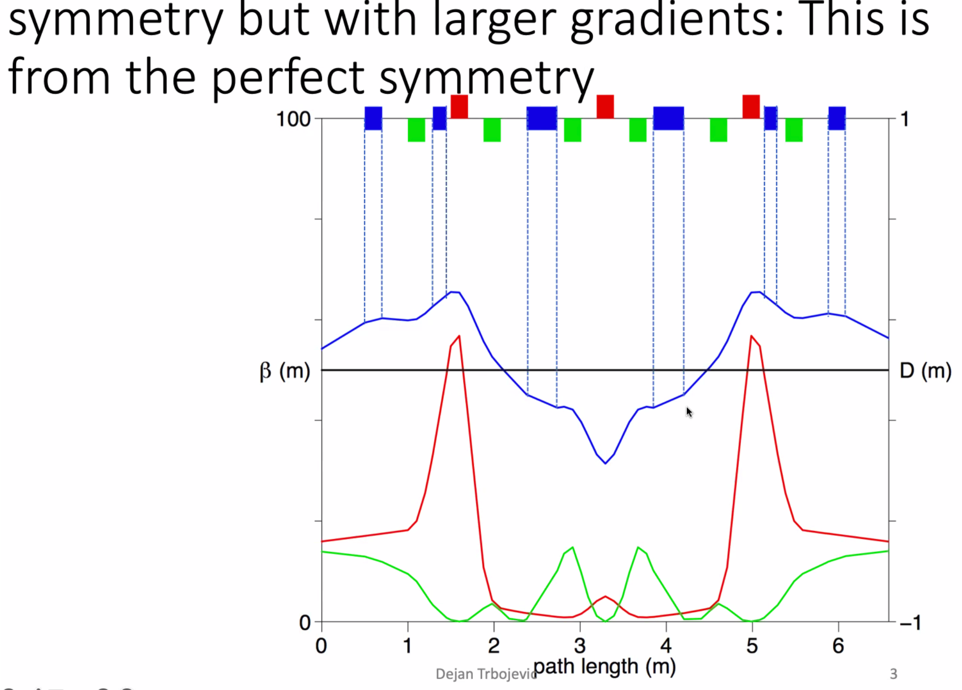 symmetry but with larger gradients: This is
from the perfect symmetry
100
1
β (m)
D (m)
0
−1
0 1 2 3 4 5 6
path length (m)
Dejan Trbojevic
3